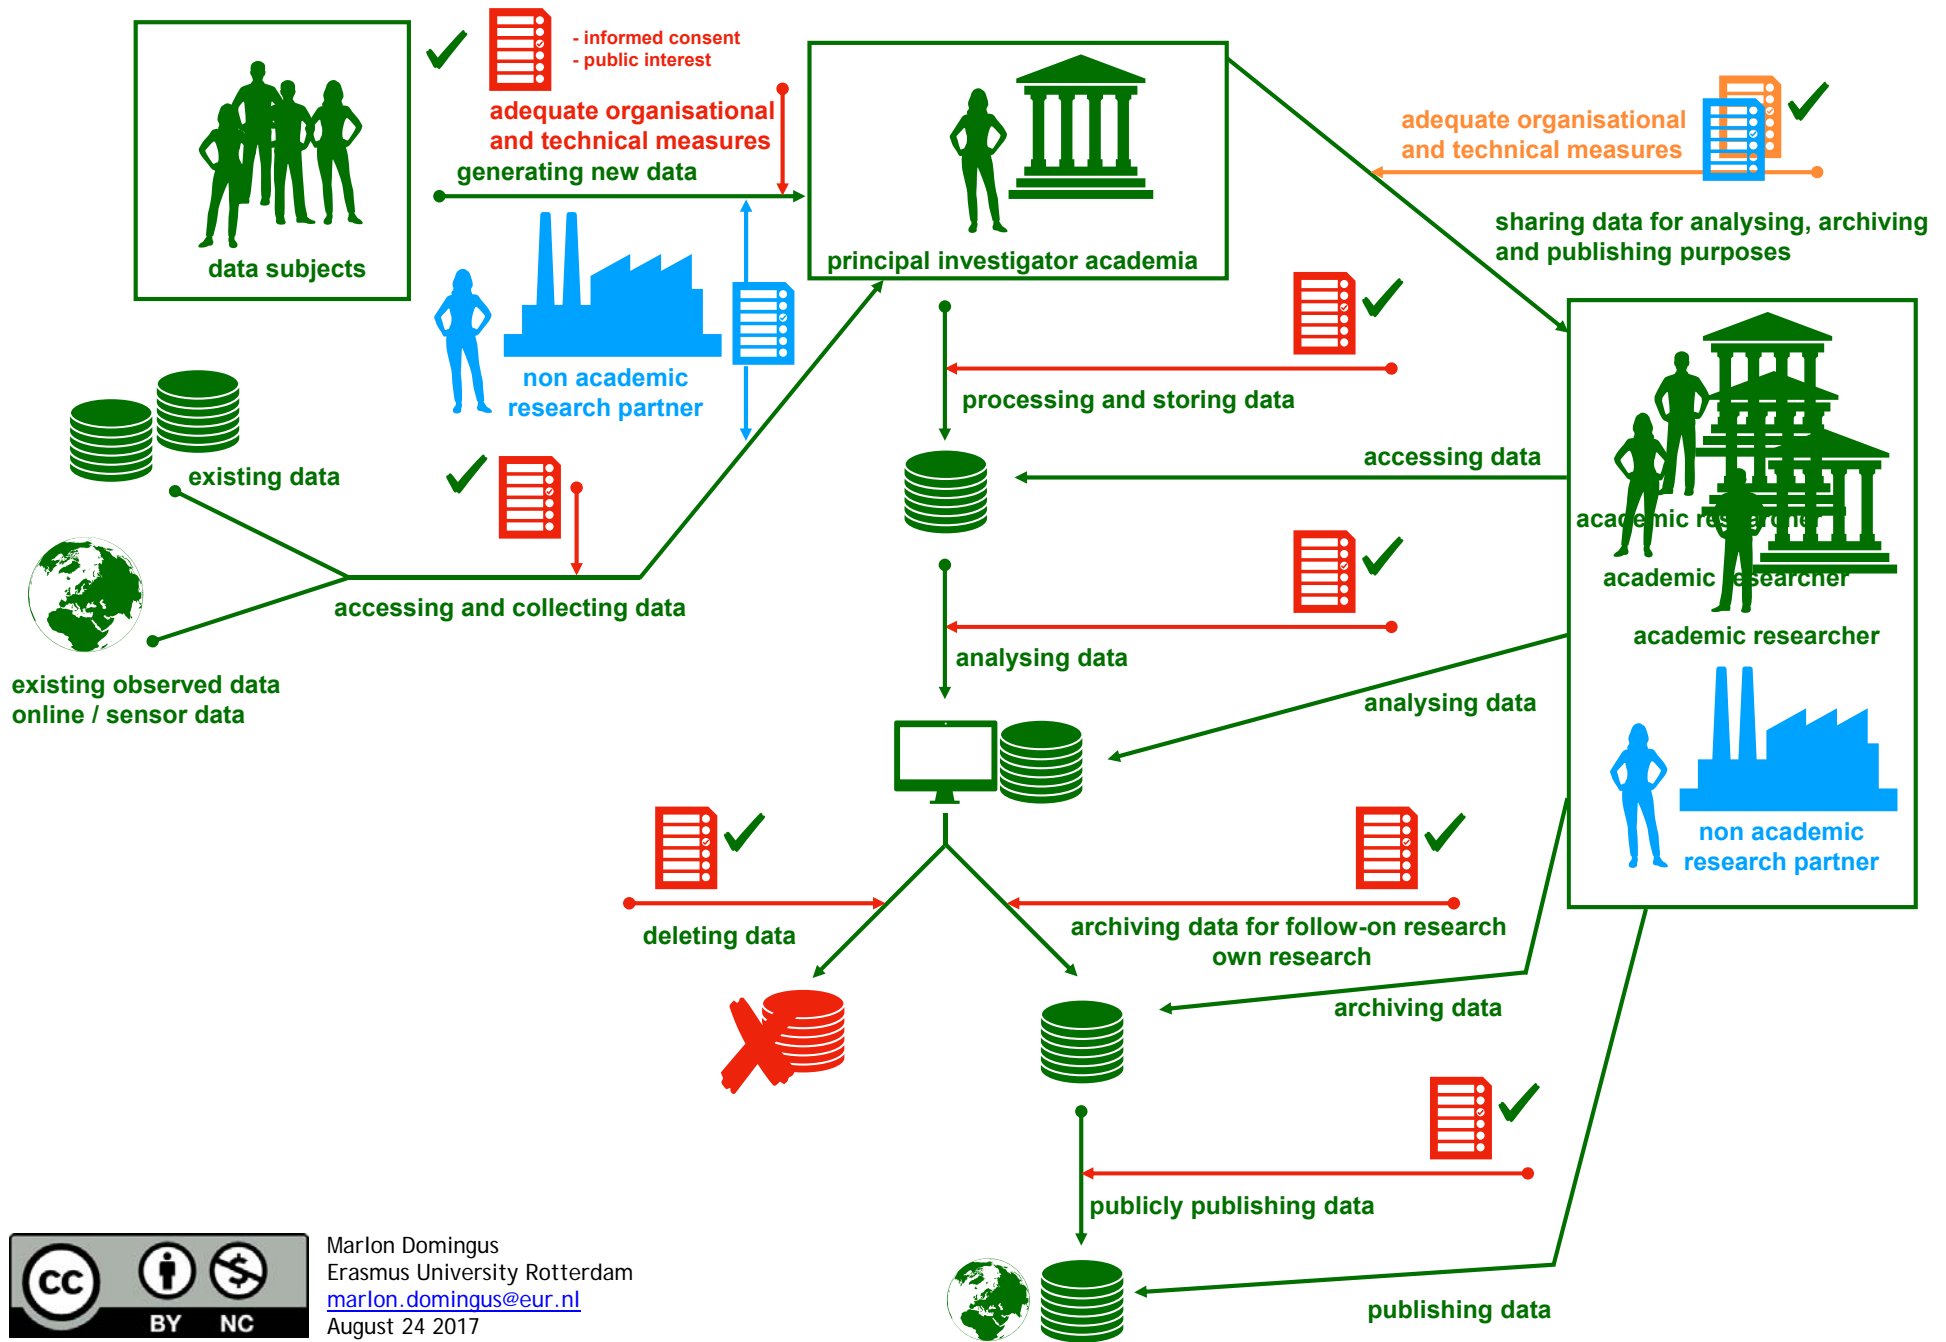 - informed consent
- public interest
adequate organisational
and technical measures
generating new data
data subjects
principal investigator academia
adequate organisational
and technical measures
sharing data for analysing, archiving
and publishing purposes
non academic
research partner
processing and storing data
existing data
accessing data
accessing and collecting data
existing observed data
online / sensor data
analysing data
academic researcher
academic researcher
academic researcher
analysing data
non academic
research partner
deleting data
archiving data for follow-on research
own research
archiving data
publicly publishing data
publishing data
cc
BY NC
Marlon Domingus
Erasmus University Rotterdam
marlon.domingus@eur.nl
August 24 2017